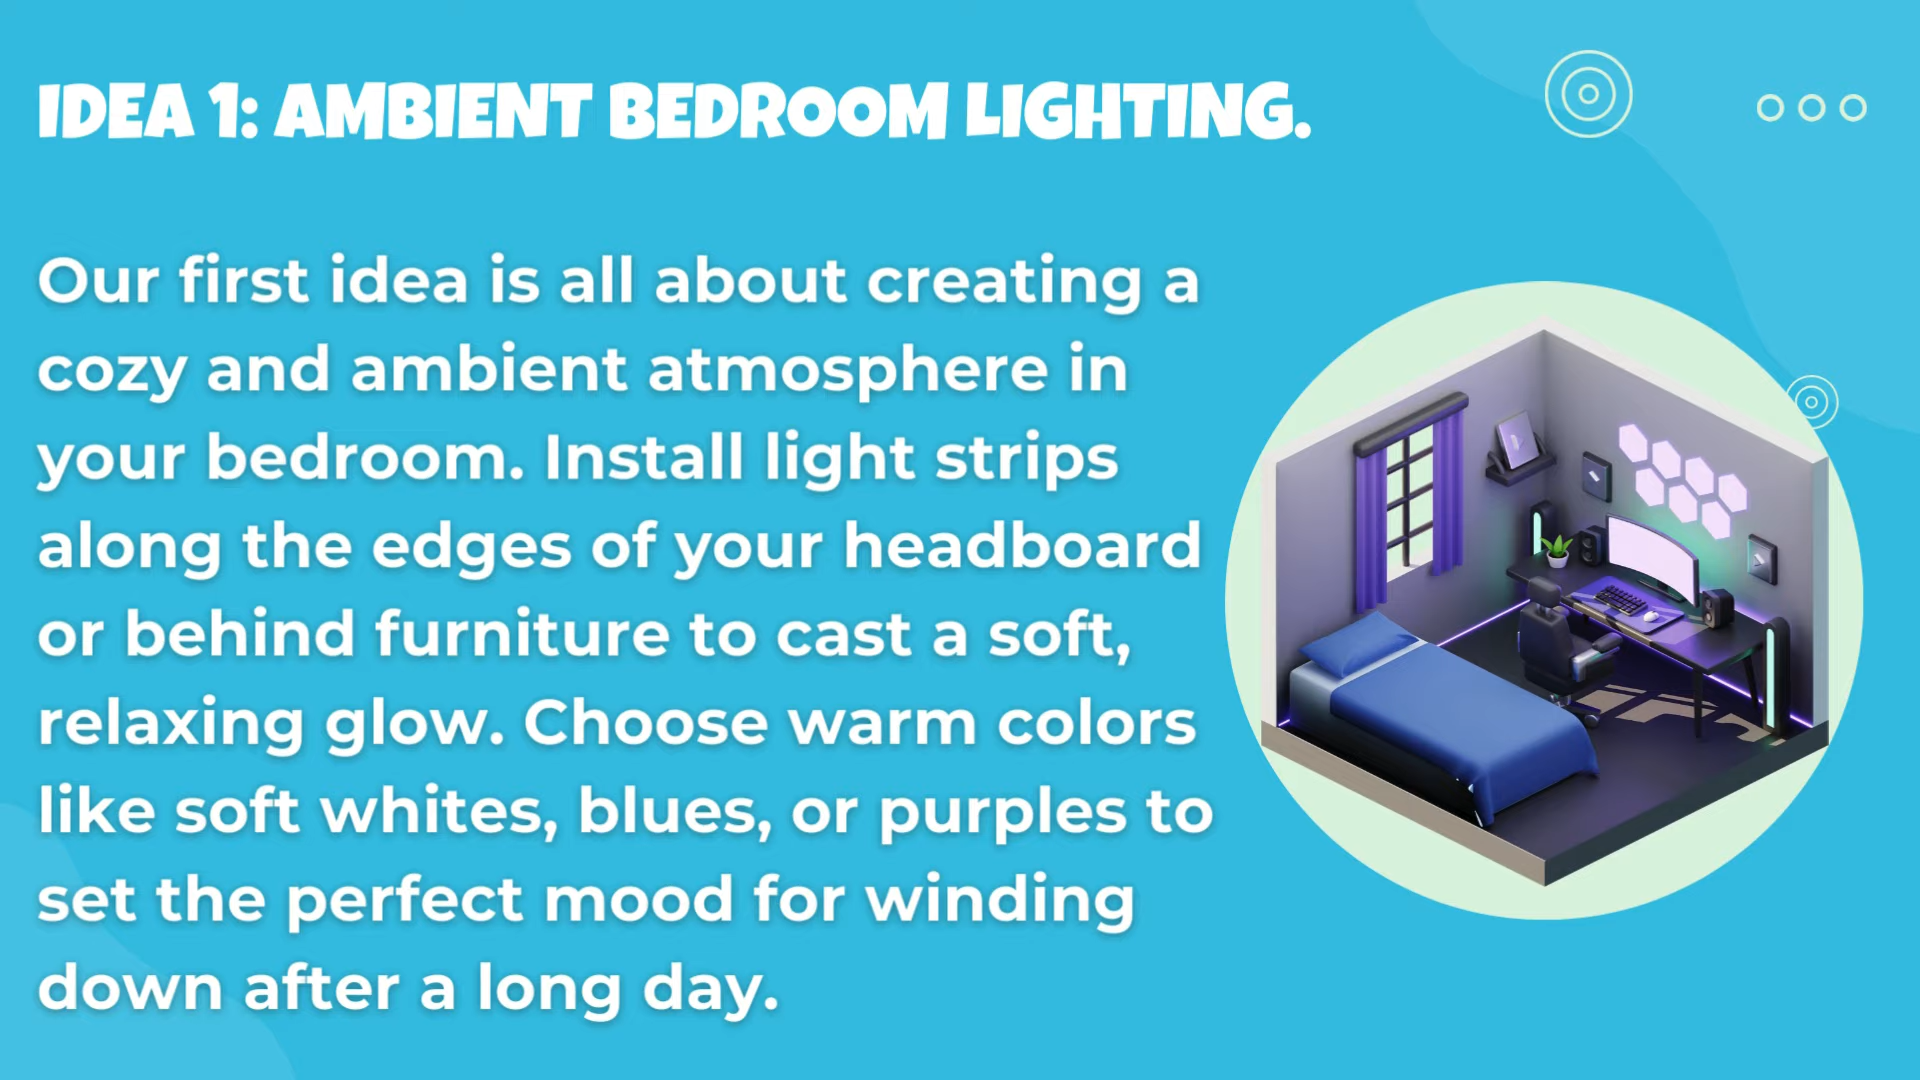 IDEA 1: AMBIENT BEDROOM LIGHTING.
Our first idea is all about creating a
cozy and ambient atmosphere in
your bedroom. Install light strips
along the edges of your headboard
or behind furniture to cast a soft,
relaxing glow. Choose warm colors
like soft whites, blues, or purples to
set the perfect mood for winding
down after a long day.